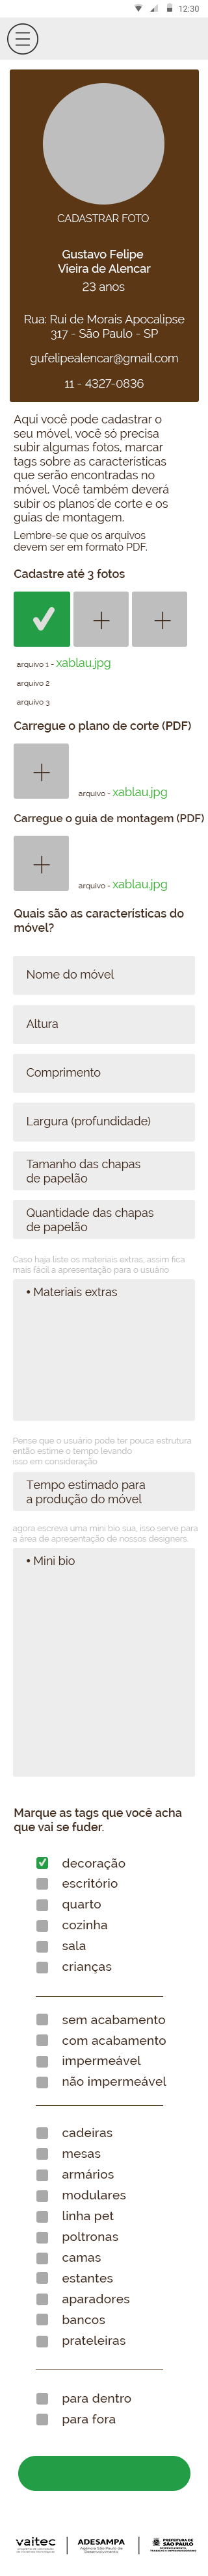 12:30
CADASTRAR FOTO
Gustavo Felipe
Vieira de Alencar
23 anos
Rua: Rui de Morais Apocalipse
317 - São Paulo - SP
gufelipealencar@gmail.com
11 - 4327-0836
Aqui você pode cadastrar o
seu móvel, você só precisa
subir algumas fotos, marcar
tags sobre as características
que serão encontradas no
móvel. Você também deverá
subir os planos de corte e os
guias de montagem.
Lembre-se que os arquivos
devem ser em formato PDF.
Cadastre até 3 fotos
arquivo 1 - xablau.jpg
arquivo 2
arquivo 3
Carregue o plano de corte (PDF)
arquivo - xablau.jpg
Carregue o guia de montagem (PDF)
arquivo - xablau.jpg
Quais são as características do
móvel?
Nome do móvel
Altura
Comprimento
Largura (profundidade)
Tamanho das chapas
de papelão
Quantidade das chapas
de papelão
Caso haja liste os materiais extras, assim fica
mais fácil a apresentação para o usuário
• Materiais extras
Pense que o usuário pode ter pouca estrutura
então estime o tempo levando
isso em consideração
Tempo estimado para
a produção do móvel
agora escreva uma mini bio sua, isso serve para
a área de apresentação de nossos designers.
• Mini bio
Marque as tags que você acha
que vai se fuder.
decoração
escritório
quarto
cozinha
sala
crianças
sem acabamento
com acabamento
impermeável
não impermeável
cadeiras
mesas
armários
modulares
linha pet
poltronas
camas
estantes
aparadores
bancos
prateleiras
para dentro
para fora
vaitec
ADESAMPA
Agência São Paulo de
Desenvolvimento
PREFEITURA DE
SÃO PAULO
DESENVOLVIMENTO,
TRABALHO E EMPREENDEDORISMO